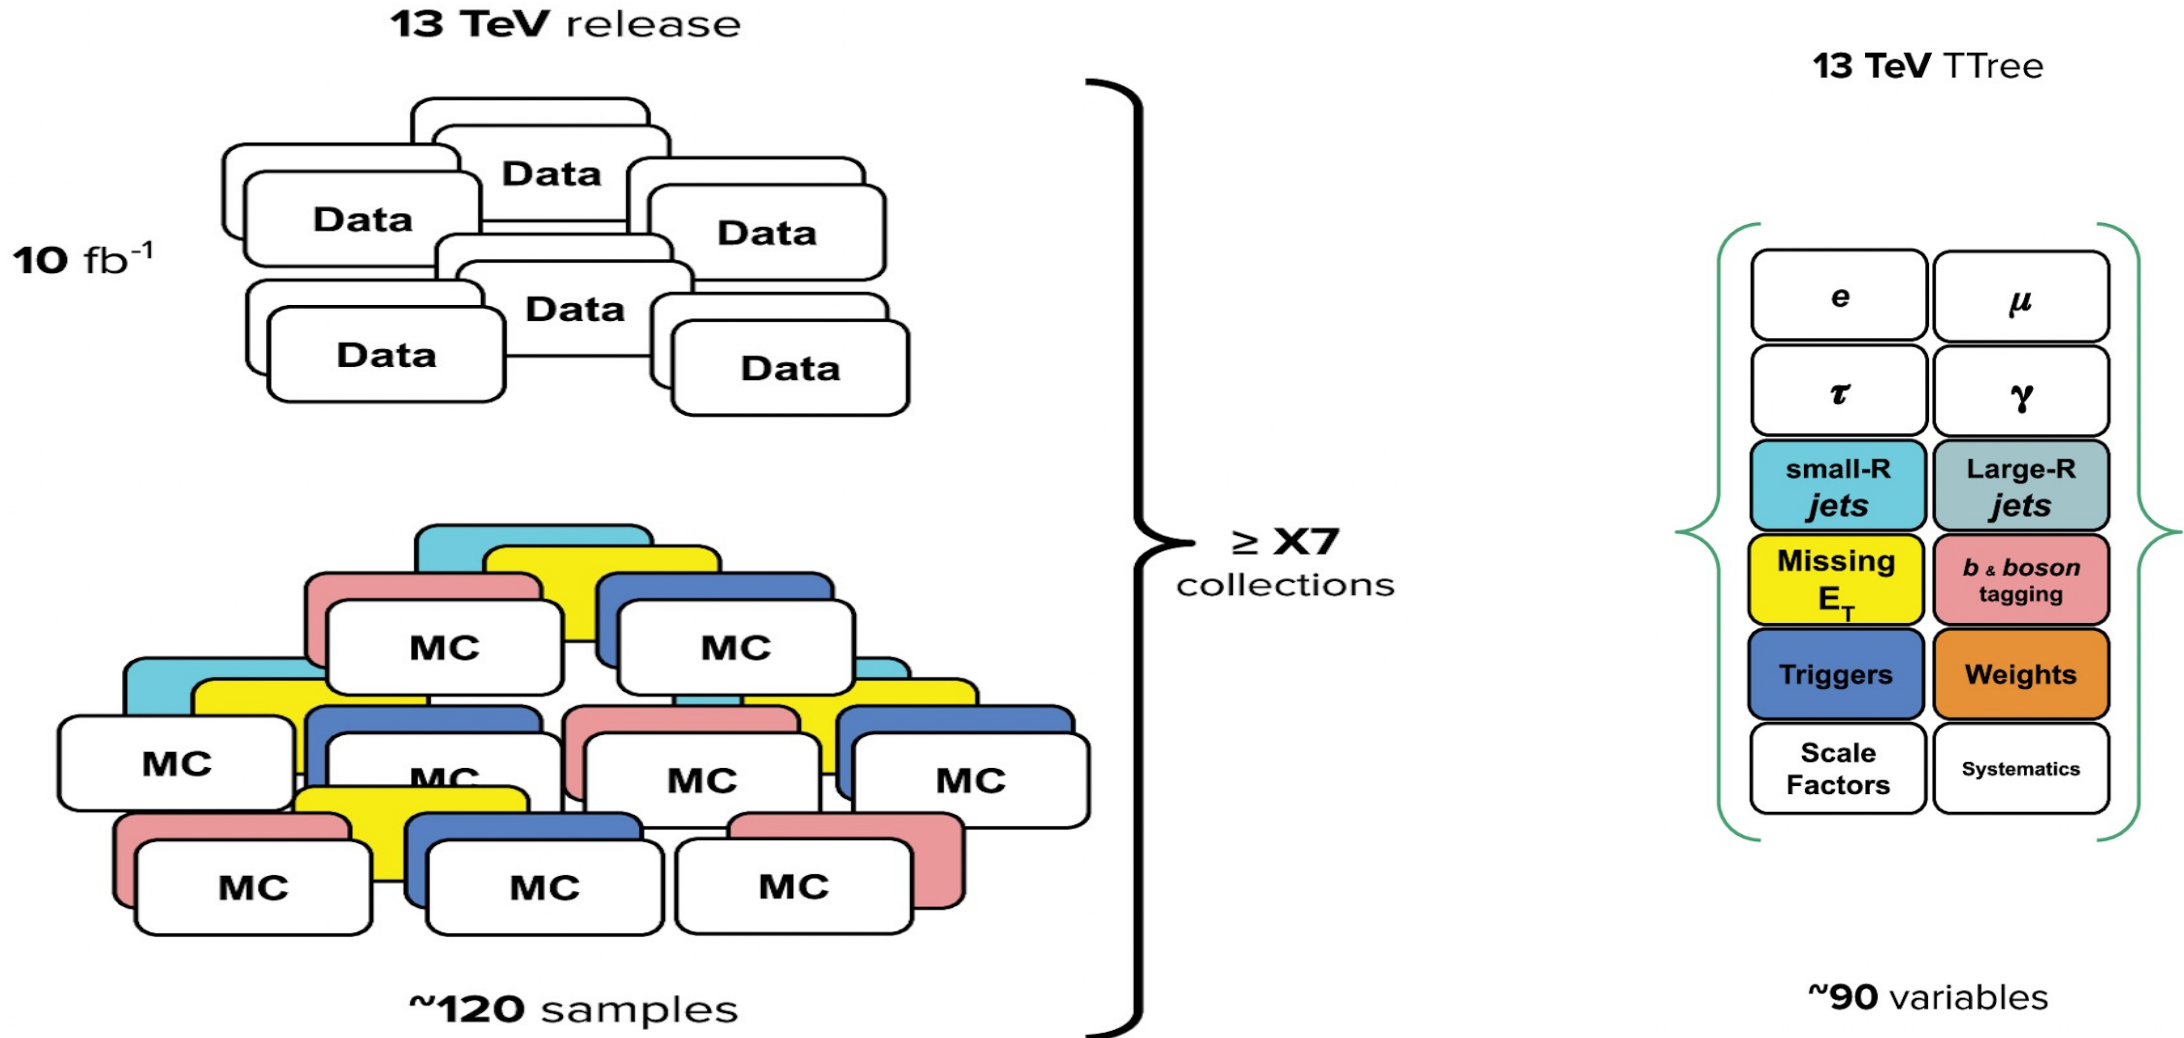 13 TeV release
Data
Data
Data
10 fb-1
Data
Data
Data
MC
MC
MC
MC
MC
MC
MC
MC
MC
~120 samples
≥ X7
collections
13 TeV TTree
e
μ
τ
γ
small-R
jets
Large-R
jets
Missing
ET
b & boson
tagging
Triggers
Weights
Scale
Factors
Systematics
~90 variables